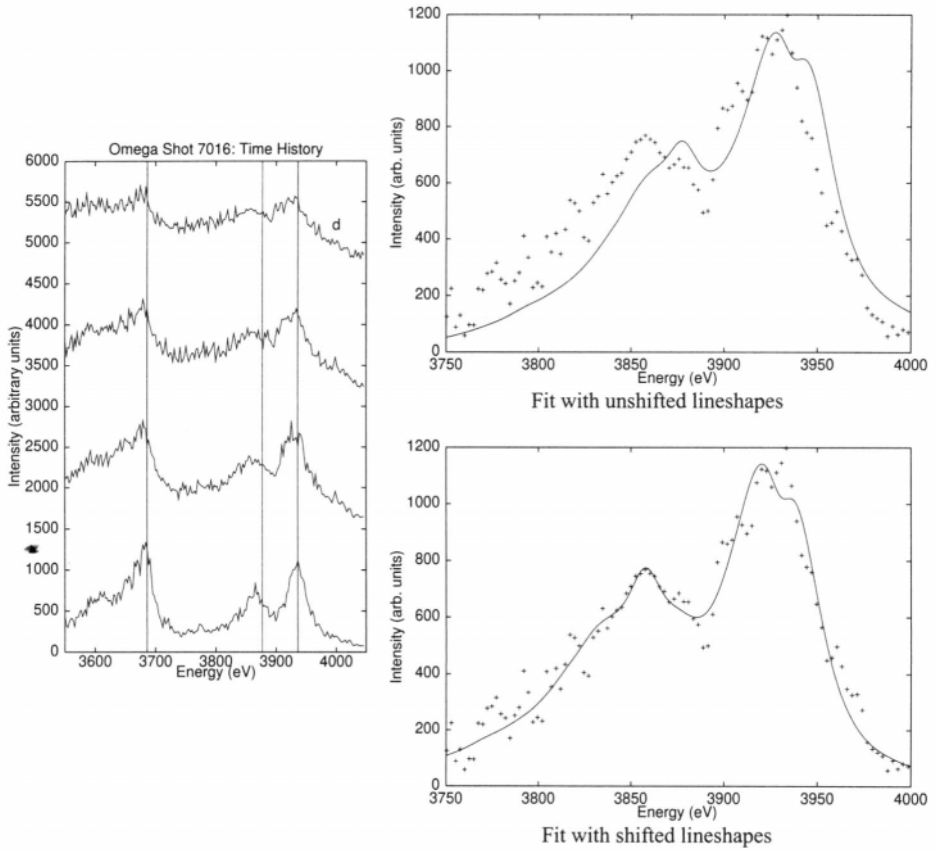 Omega Shot 7016: Time History
Intensity (arbitrary units)
6000
5500
5000
4500
4000
3500
3000
2500
2000
1500
1000
500
0
d
3600 3700 3800 3900 4000
Energy (eV)
Intensity (arb. units)
1200
1000
800
600
400
200
0
3750 3800 3850 3900 3950 4000
Energy (eV)
Fit with unshifted lineshapes
Intensity (arb. units)
1200
1000
800
600
400
200
0
3750 3800 3850 3900 3950 4000
Energy (eV)
Fit with shifted lineshapes